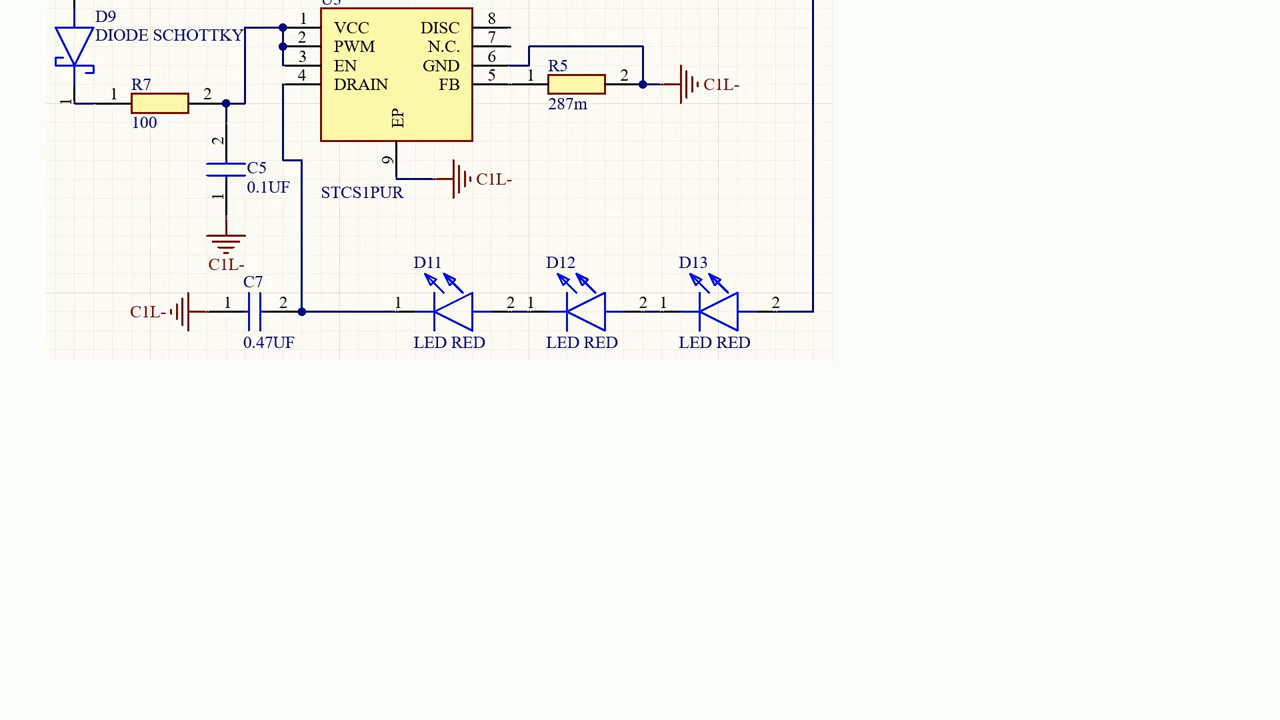 D9
DIODE SCHOTTKY
1
R7
1
2
100
2
C5
0.1UF
1
C1L-
1
VCC
DISC
8
2
PWM
N.C.
7
3
EN
GND
6
4
DRAIN
FB
5
EP
9
STCS1PUR
C1L-
R5
1
2
287m
C1L-
C7
C1L-
1
2
0.47UF
D11
1
2
LED RED
D12
1
2
LED RED
D13
1
2
LED RED